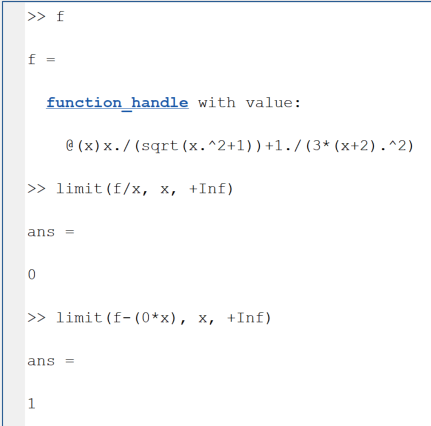 >> f
f =
function_handle with value:
@(x)x./(sqrt(x.^2+1))+1./(3*(x+2).^2)
>> limit(f/x, x, +Inf)
ans =
0
>> limit(f-(0*x), x, +Inf)
ans =
1